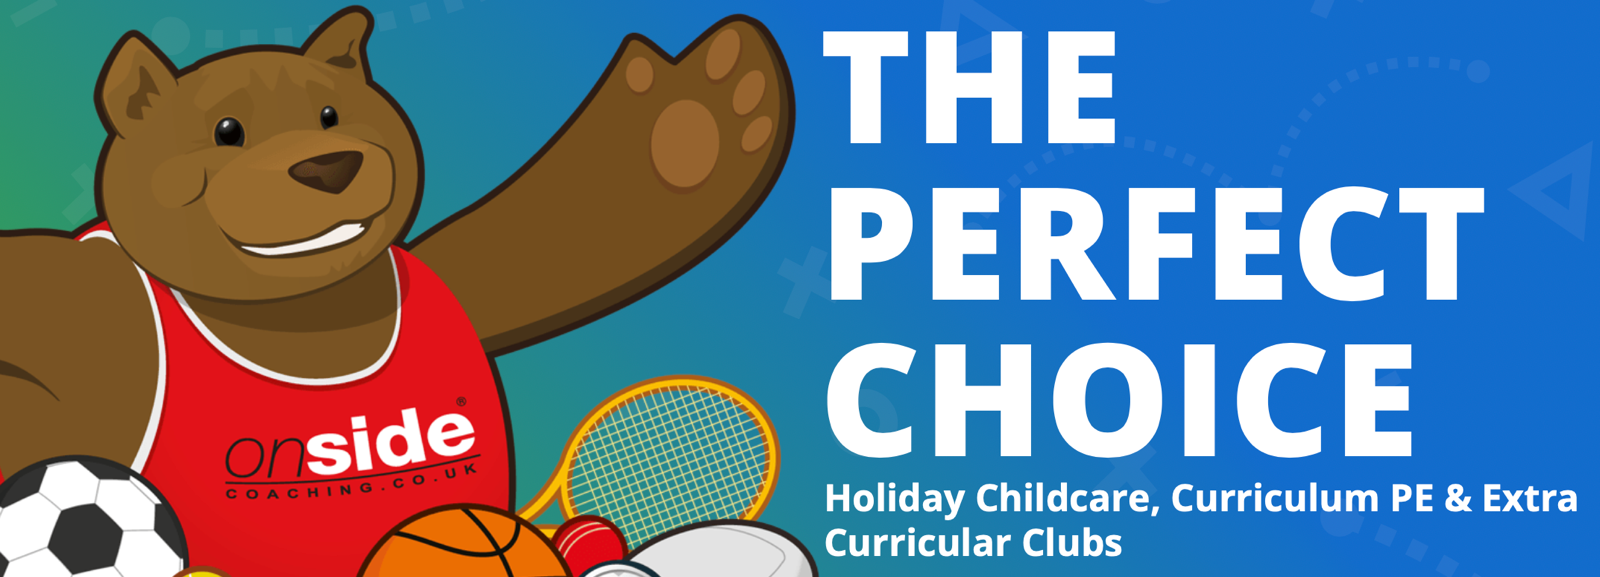 THE
PERFECT
CHOICE
Holiday Childcare, Curriculum PE & Extra
Curricular Clubs
onside®
COACHING.CO.UK